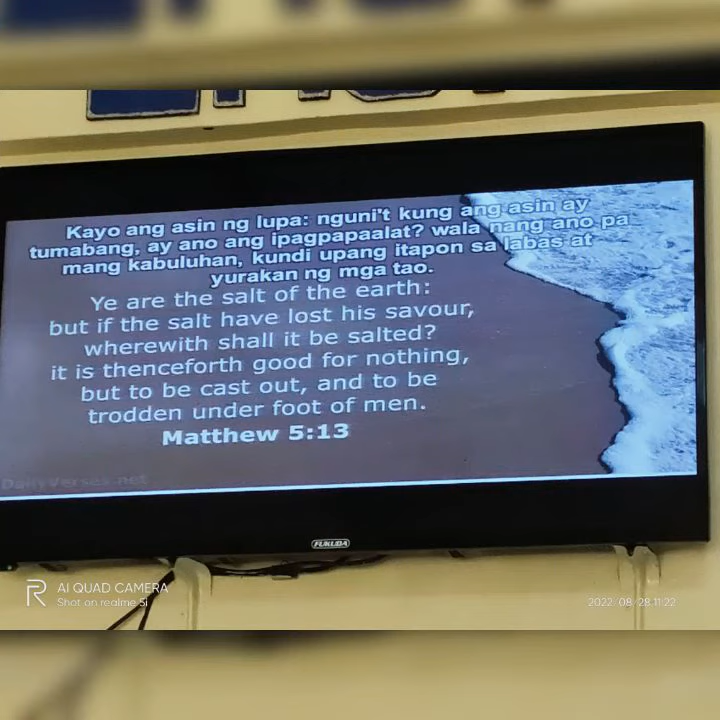 Kayo ang asin ng lupa: nguni't kung ang asin ay
tumabang, ay ano ang ipagpapaalat? wala nang ano pa
mang kabuluhan, kundi upang itapon sa labas at
yurakan ng mga tao.
Ye are the salt of the earth:
but if the salt have lost his savour,
wherewith shall it be salted?
it is thenceforth good for nothing,
but to be cast out, and to be
trodden under foot of men.
Matthew 5:13
DailyVerses.net
FUKUDA
AI QUAD CAMERA
Shot on realme 5i
2022/08/28 11:22